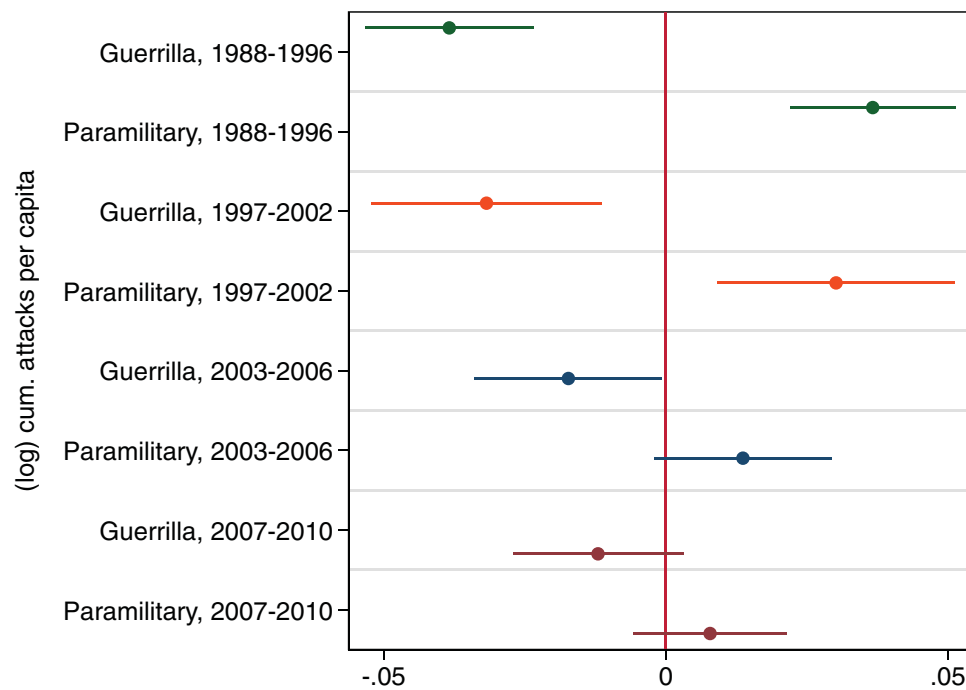 (log) cum. attacks per capita
Guerrilla, 1988-1996
Paramilitary, 1988-1996
Guerrilla, 1997-2002
Paramilitary, 1997-2002
Guerrilla, 2003-2006
Paramilitary, 2003-2006
Guerrilla, 2007-2010
Paramilitary, 2007-2010
-.05 0 .05